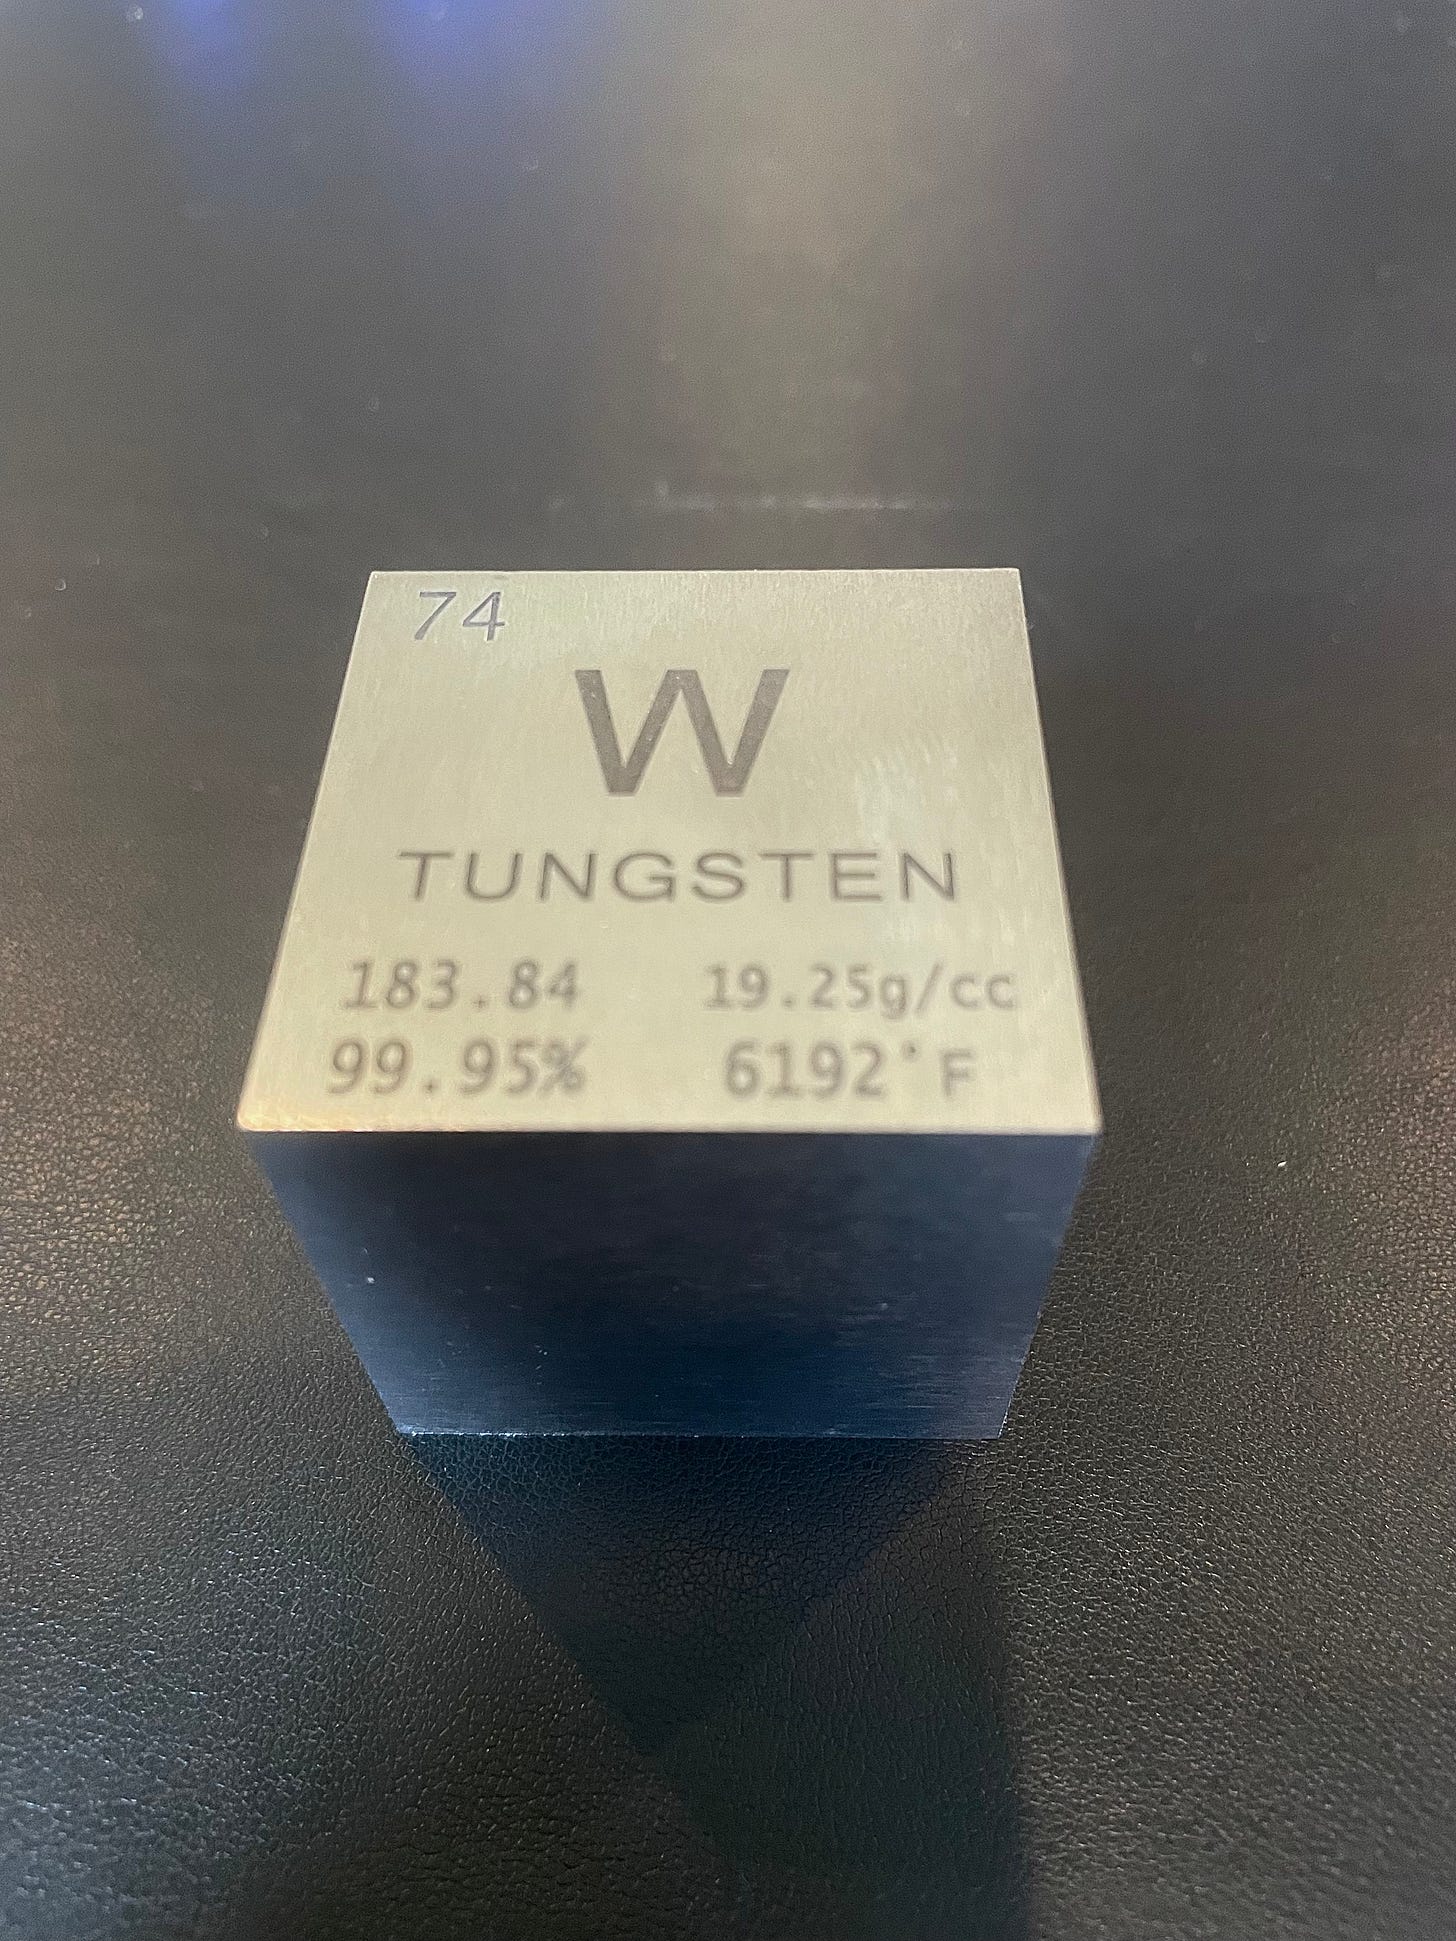 74
W
TUNGSTEN
183.84 19.25g/cc
99.95% 6192°F